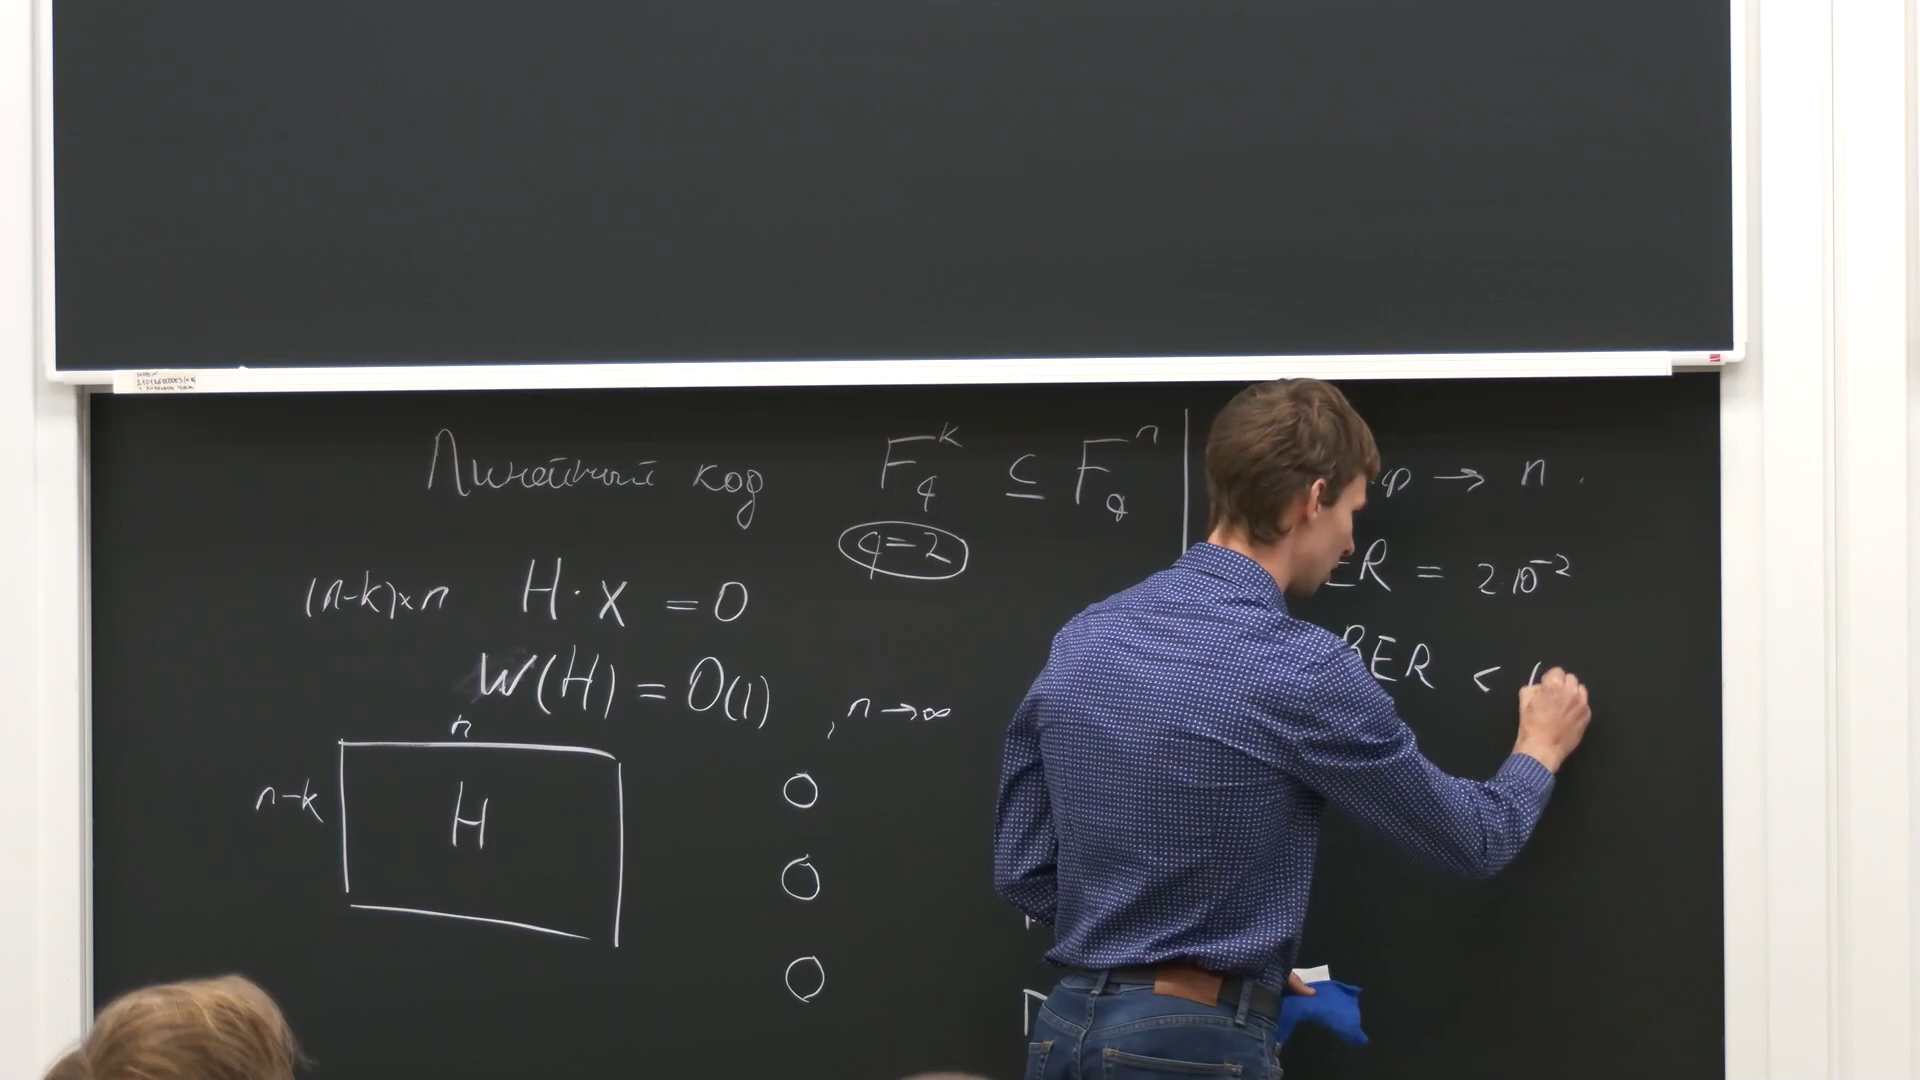 Линейный код F_q^k ⊆ F_q^n
q=2
(n-k)×n H·x = 0
W(H) = O(1) , n→∞
n
n-k
H
→ n .
ER = 2·10^-2
BER <